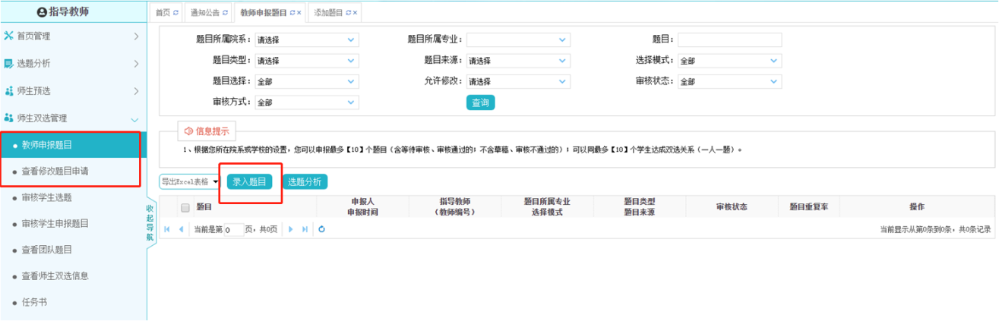 指导教师
首页
通知公告
教师申报题目
添加题目
首页管理
选题分析
师生预选
师生双选管理
教师申报题目
查看修改题目申请
审核学生选题
审核学生申报题目
查看团队题目
查看师生双选信息
任务书
收起导航
题目所属院系: 请选择 题目所属专业: 题目:
题目类型: 请选择 题目来源: 请选择 选择模式: 全部
题目选择: 全部 允许修改: 请选择 审核状态: 全部
审核方式: 全部 查询
信息提示
1、根据您所在院系或学校的设置,您可以申报最多【10】个题目(含等待审核、审核通过的;不含草稿、审核不通过的);可以同最多【10】个学生达成双选关系(一人一题)。
导出Excel表格 录入题目 选题分析
题目 申报人 指导教师 题目所属专业 题目类型 审核状态 题目重复率 操作
申报时间 (教师编号) 选择模式 题目来源
当前是第 0 页,共0页 当前显示从第0条到0条,共0条记录